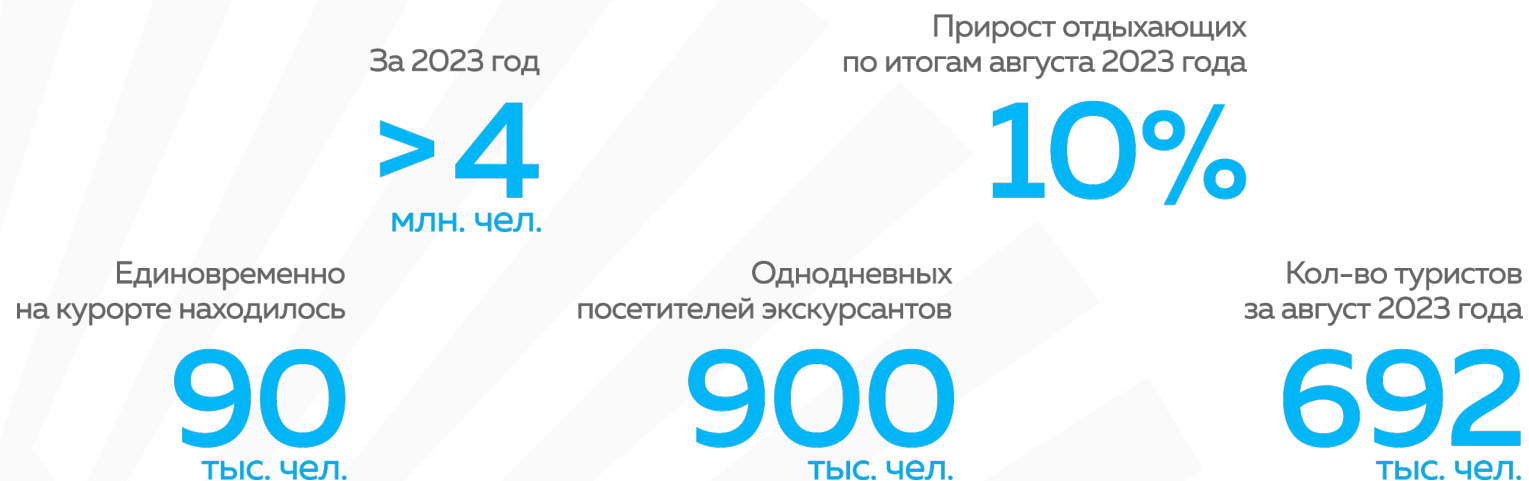 За 2023 год
> 4
млн. чел.
Прирост отдыхающих
по итогам августа 2023 года
10%
Единовременно
на курорте находилось
90
тыс. чел.
Однодневных
посетителей экскурсантов
900
тыс. чел.
Кол-во туристов
за август 2023 года
692
тыс. чел.